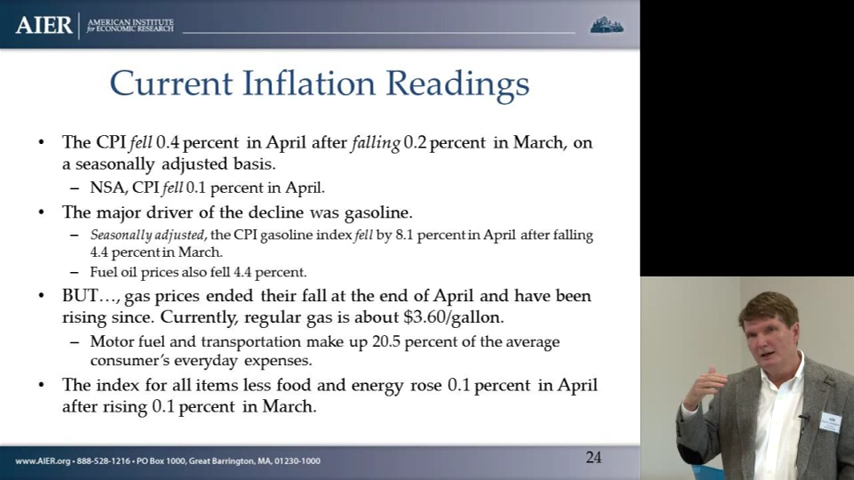 AIER
AMERICAN INSTITUTE
for ECONOMIC RESEARCH
Current Inflation Readings
• The CPI fell 0.4 percent in April after falling 0.2 percent in March, on
a seasonally adjusted basis.
– NSA, CPI fell 0.1 percent in April.
• The major driver of the decline was gasoline.
– Seasonally adjusted, the CPI gasoline index fell by 8.1 percent in April after falling
4.4 percent in March.
– Fuel oil prices also fell 4.4 percent.
• BUT…, gas prices ended their fall at the end of April and have been
rising since. Currently, regular gas is about $3.60/gallon.
– Motor fuel and transportation make up 20.5 percent of the average
consumer's everyday expenses.
• The index for all items less food and energy rose 0.1 percent in April
after rising 0.1 percent in March.
www.AIER.org • 888-528-1216 • PO Box 1000, Great Barrington, MA, 01230-1000
24